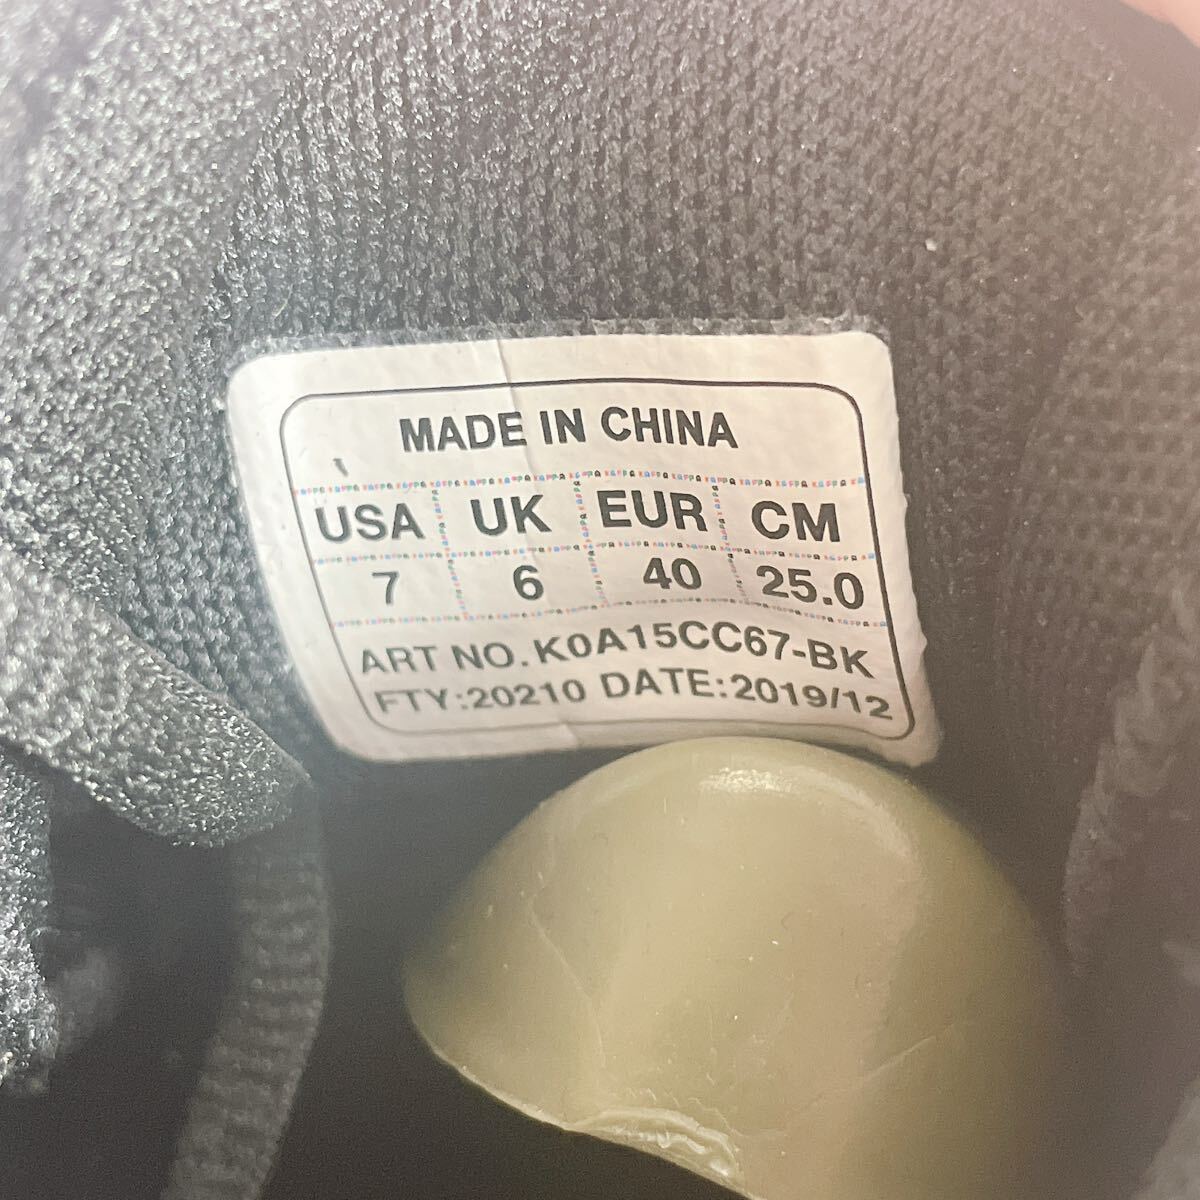 MADE IN CHINA
USA UK EUR CM
7 6 40 25.0
ART NO. K0A15CC67-BK
FTY:20210 DATE:2019/12